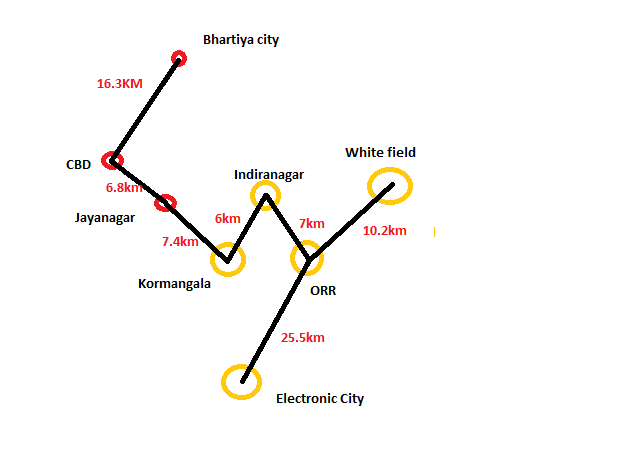 Bhartiya city
16.3KM
White field
CBD
Indiranagar
6.8km
Jayanagar
6km
7km
10.2km
7.4km
Kormangala
ORR
25.5km
Electronic City